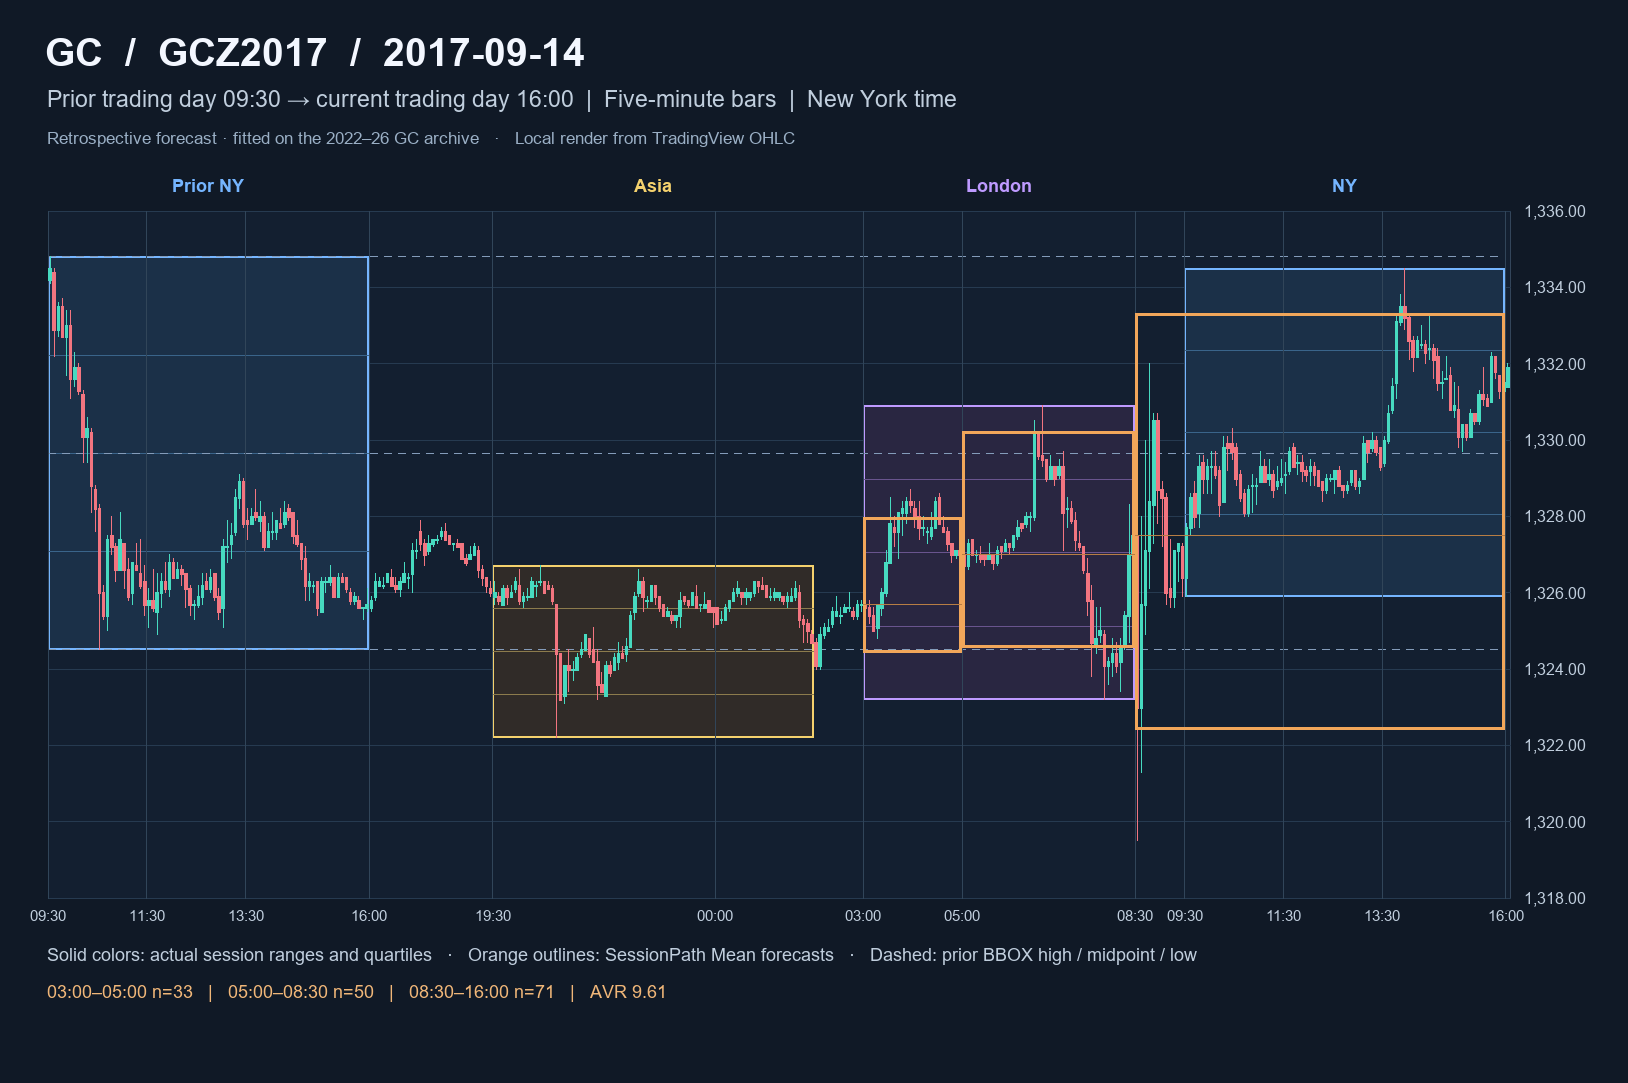 GC / GCZ2017 / 2017-09-14
Prior trading day 09:30 → current trading day 16:00 | Five-minute bars | New York time
Retrospective forecast · fitted on the 2022–26 GC archive · Local render from TradingView OHLC
Prior NY Asia London NY
1,336.00
1,334.00
1,332.00
1,330.00
1,328.00
1,326.00
1,324.00
1,322.00
1,320.00
1,318.00
09:30 11:30 13:30 16:00 19:30 00:00 03:00 05:00 08:30 09:30 11:30 13:30 16:00
Solid colors: actual session ranges and quartiles · Orange outlines: SessionPath Mean forecasts · Dashed: prior BBOX high / midpoint / low
03:00–05:00 n=33 | 05:00–08:30 n=50 | 08:30–16:00 n=71 | AVR 9.61